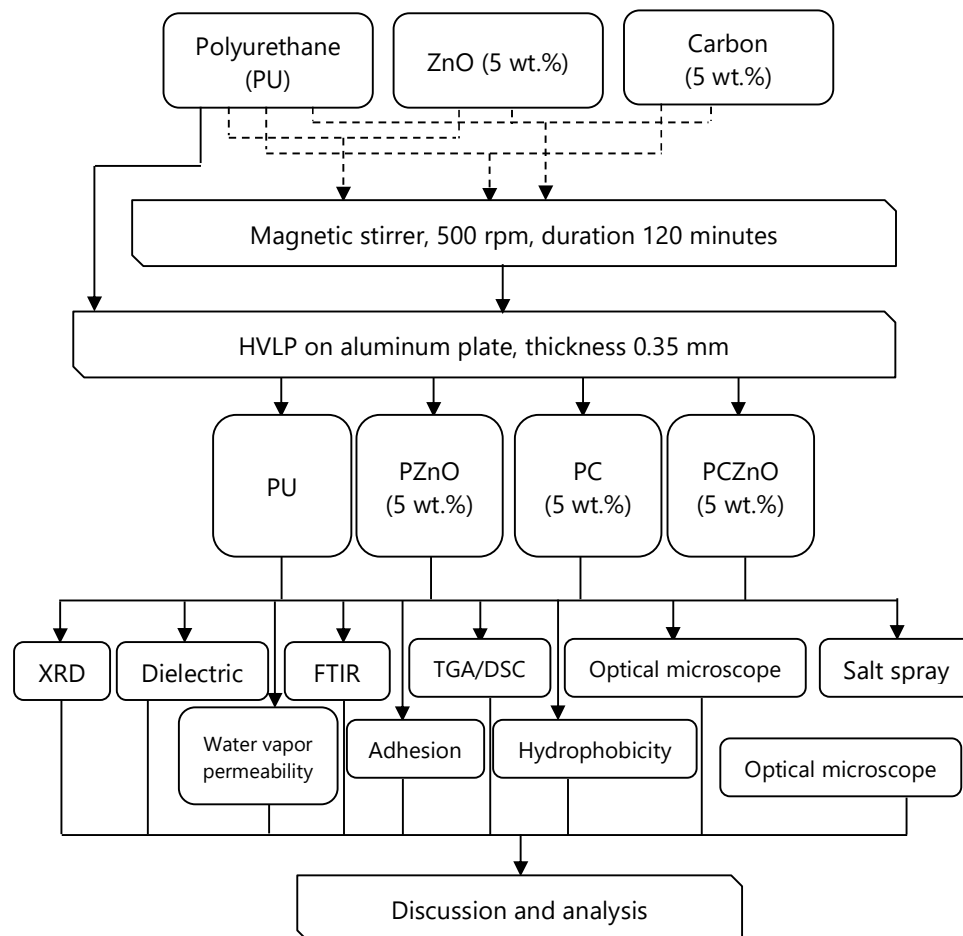 Polyurethane
(PU)
ZnO (5 wt.%)
Carbon
(5 wt.%)
Magnetic stirrer, 500 rpm, duration 120 minutes
HVLP on aluminum plate, thickness 0.35 mm
PU
PZnO
(5 wt.%)
PC
(5 wt.%)
PCZnO
(5 wt.%)
XRD
Dielectric
FTIR
TGA/DSC
Optical microscope
Salt spray
Water vapor
permeability
Adhesion
Hydrophobicity
Optical microscope
Discussion and analysis